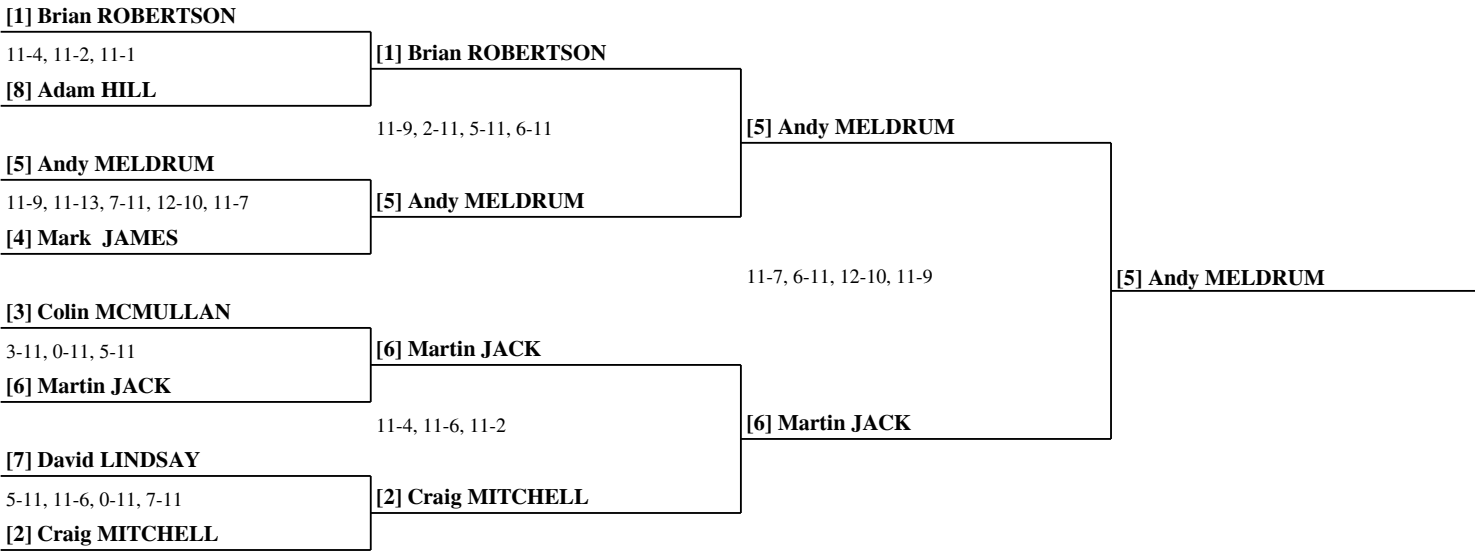 [1] Brian ROBERTSON
11-4, 11-2, 11-1
[8] Adam HILL
[5] Andy MELDRUM
11-9, 11-13, 7-11, 12-10, 11-7
[4] Mark  JAMES
[3] Colin MCMULLAN
3-11, 0-11, 5-11
[6] Martin JACK
[7] David LINDSAY
5-11, 11-6, 0-11, 7-11
[2] Craig MITCHELL
[1] Brian ROBERTSON
11-9, 2-11, 5-11, 6-11
[5] Andy MELDRUM
[6] Martin JACK
11-4, 11-6, 11-2
[2] Craig MITCHELL
[5] Andy MELDRUM
11-7, 6-11, 12-10, 11-9
[6] Martin JACK
[5] Andy MELDRUM